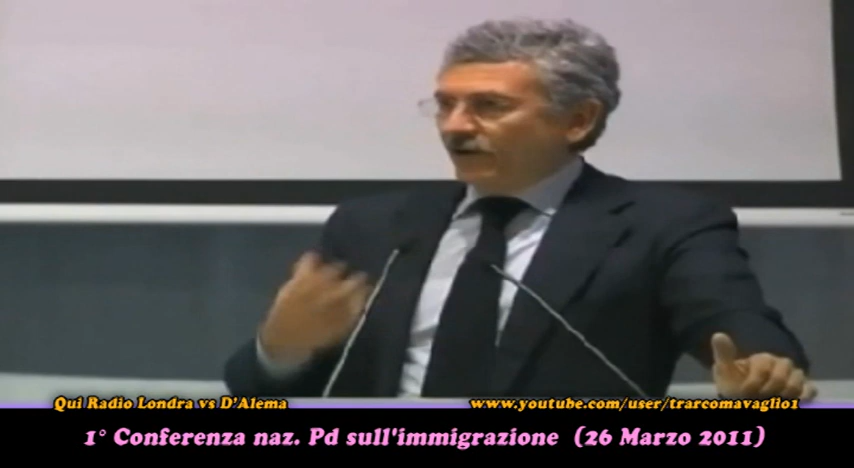 Qui Radio Londra vs D'Alema
www.youtube.com/user/trarcomavaglio1
1° Conferenza naz. Pd sull'immigrazione (26 Marzo 2011)